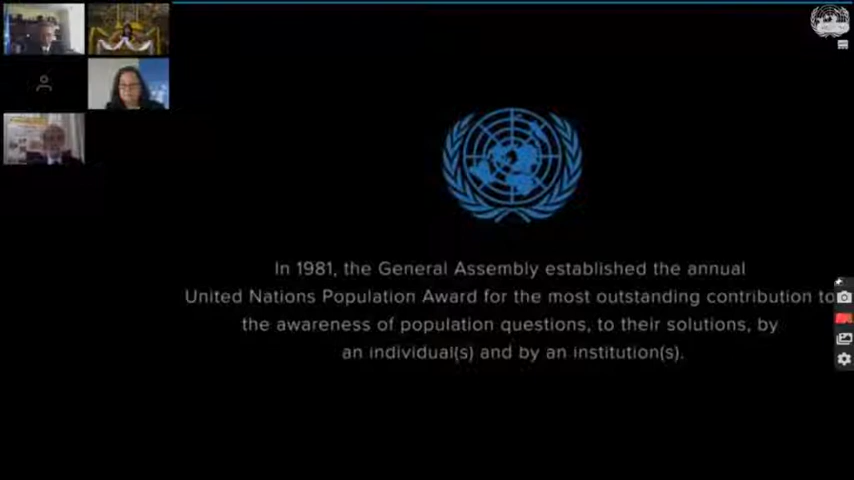 In 1981, the General Assembly established the annual
United Nations Population Award for the most outstanding contribution to
the awareness of population questions, to their solutions, by
an individual(s) and by an institution(s).